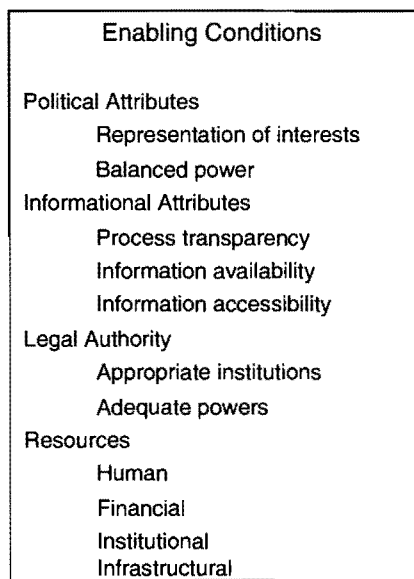 Enabling Conditions
Political Attributes
Representation of interests
Balanced power
Informational Attributes
Process transparency
Information availability
Information accessibility
Legal Authority
Appropriate institutions
Adequate powers
Resources
Human
Financial
Institutional
Infrastructural